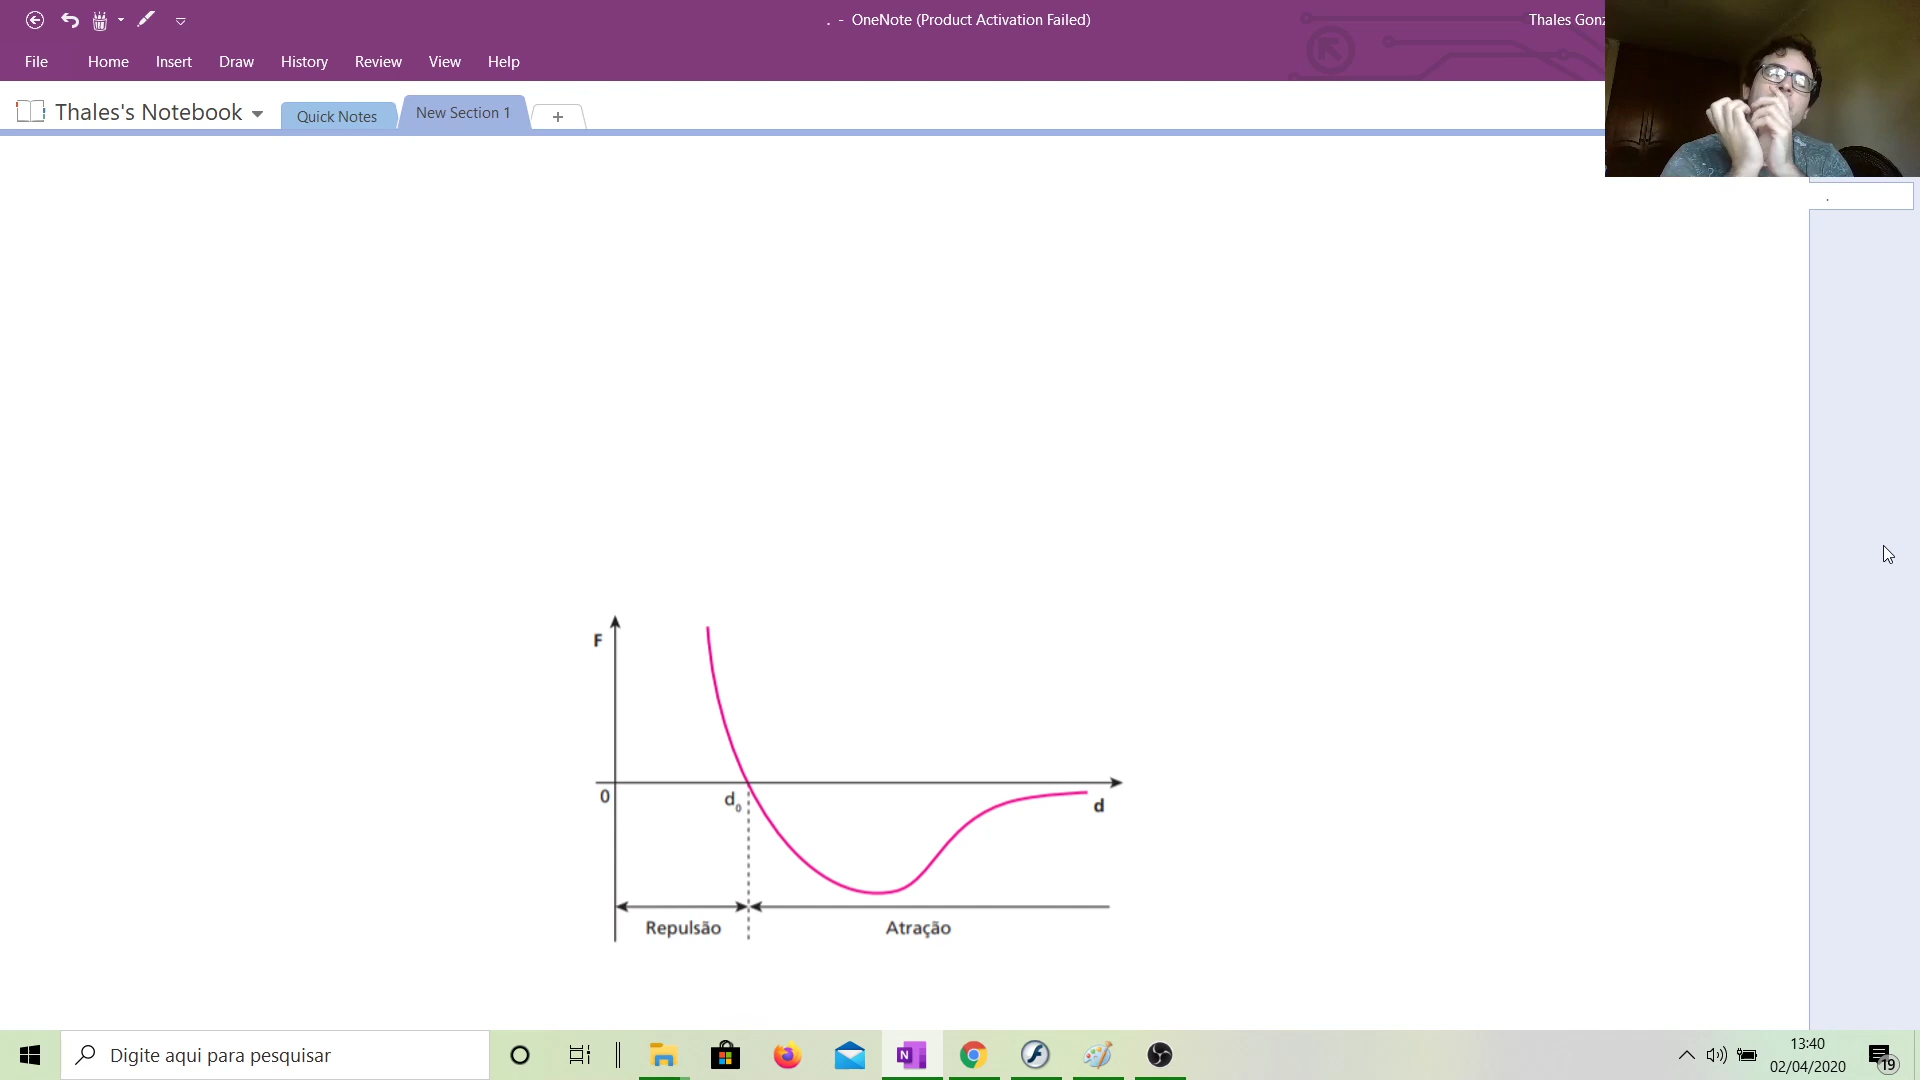 . - OneNote (Product Activation Failed)
Thales Gonz
File Home Insert Draw History Review View Help
Thales's Notebook Quick Notes New Section 1 +
.
F
0
d₀
d
Repulsão Atração
Digite aqui para pesquisar
13:40
02/04/2020
19